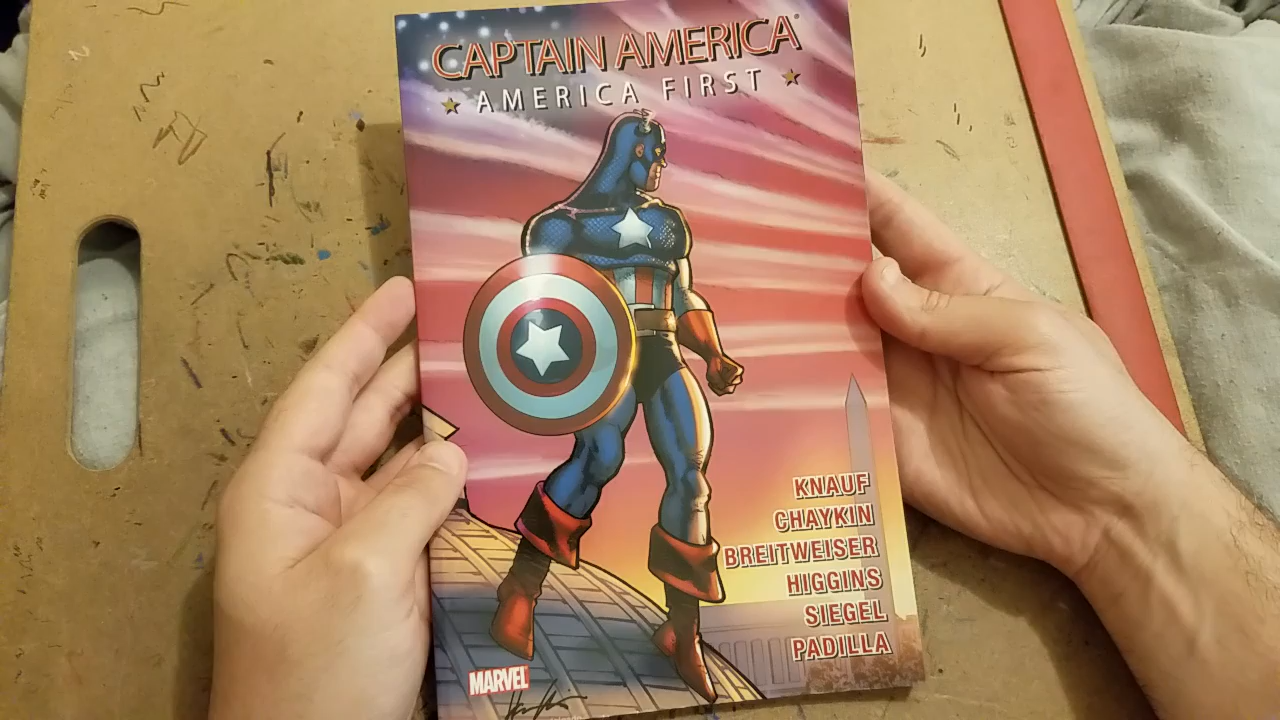 CAPTAIN AMERICA
AMERICA FIRST
KNAUF
CHAYKIN
BREITWEISER
HIGGINS
SIEGEL
PADILLA
MARVEL